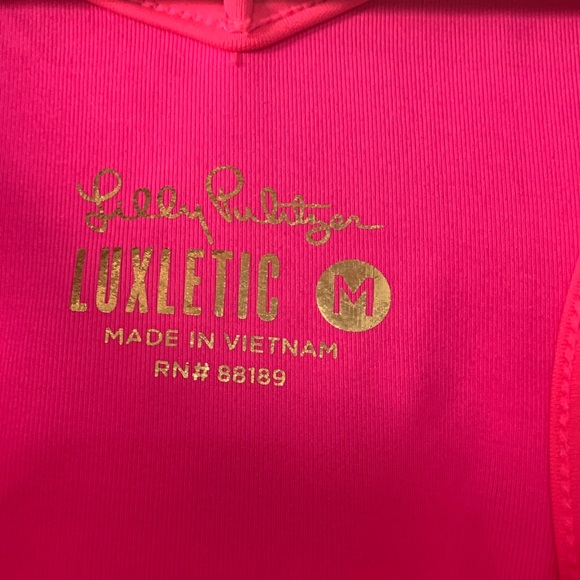 Lilly Pulitzer
LUXLETIC M
MADE IN VIETNAM
RN# 88189